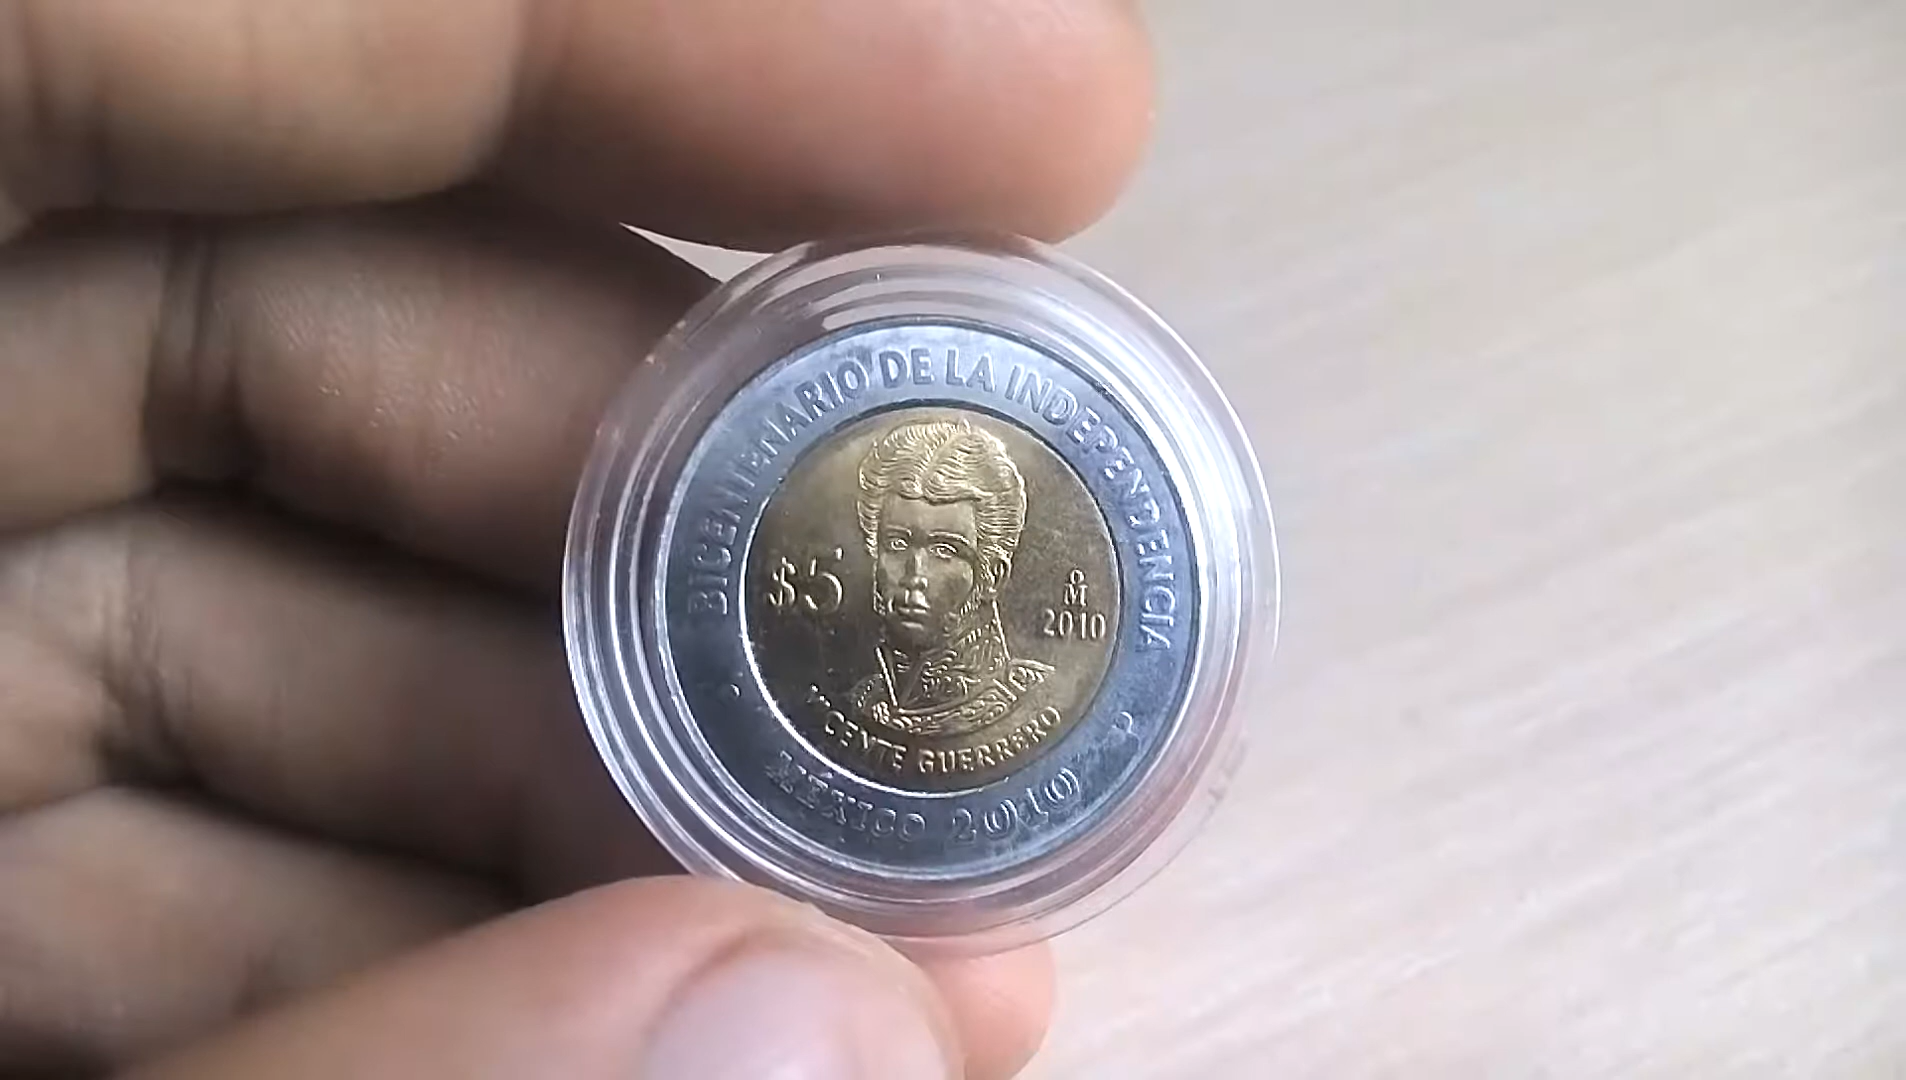 BICENTENARIO DE LA INDEPENDENCIA
$5
M° 2010
VICENTE GUERRERO
MÉXICO 2010